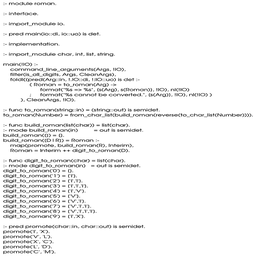 :- module roman.
:- interface.
:- import_module io.
:- pred main(io::di, io::uo) is det.
:- implementation.
:- import_module char, int, list, string.
main(!IO) :-
command_line_arguments(Args, !IO),
filter(is_all_digits, Args, CleanArgs),
foldl((pred(Arg::in, !.IO::di, !:IO::uo) is det :-
( Roman = to_roman(Arg) ->
format("%s => %s", [s(Arg), s(Roman)], !IO), nl(!IO)
; format("%s cannot be converted.", [s(Arg)], !IO), nl(!IO) )
), CleanArgs, !IO).
:- func to_roman(string::in) = (string::out) is semidet.
to_roman(Number) = from_char_list(build_roman(reverse(to_char_list(Number)))).
:- func build_roman(list(char)) = list(char).
:- mode build_roman(in) = out is semidet.
build_roman([]) = [].
build_roman([D|R]) = Roman :-
map(promote, build_roman(R), Interim),
Roman = Interim ++ digit_to_roman(D).
:- func digit_to_roman(char) = list(char).
:- mode digit_to_roman(in) = out is semidet.
digit_to_roman('0') = [].
digit_to_roman('1') = ['I'].
digit_to_roman('2') = ['I','I'].
digit_to_roman('3') = ['I','I','I'].
digit_to_roman('4') = ['I','V'].
digit_to_roman('5') = ['V'].
digit_to_roman('6') = ['V','I'].
digit_to_roman('7') = ['V','I','I'].
digit_to_roman('8') = ['V','I','I','I'].
digit_to_roman('9') = ['I','X'].
:- pred promote(char::in, char::out) is semidet.
promote('I', 'X').
promote('V', 'L').
promote('X', 'C').
promote('L', 'D').
promote('C', 'M').